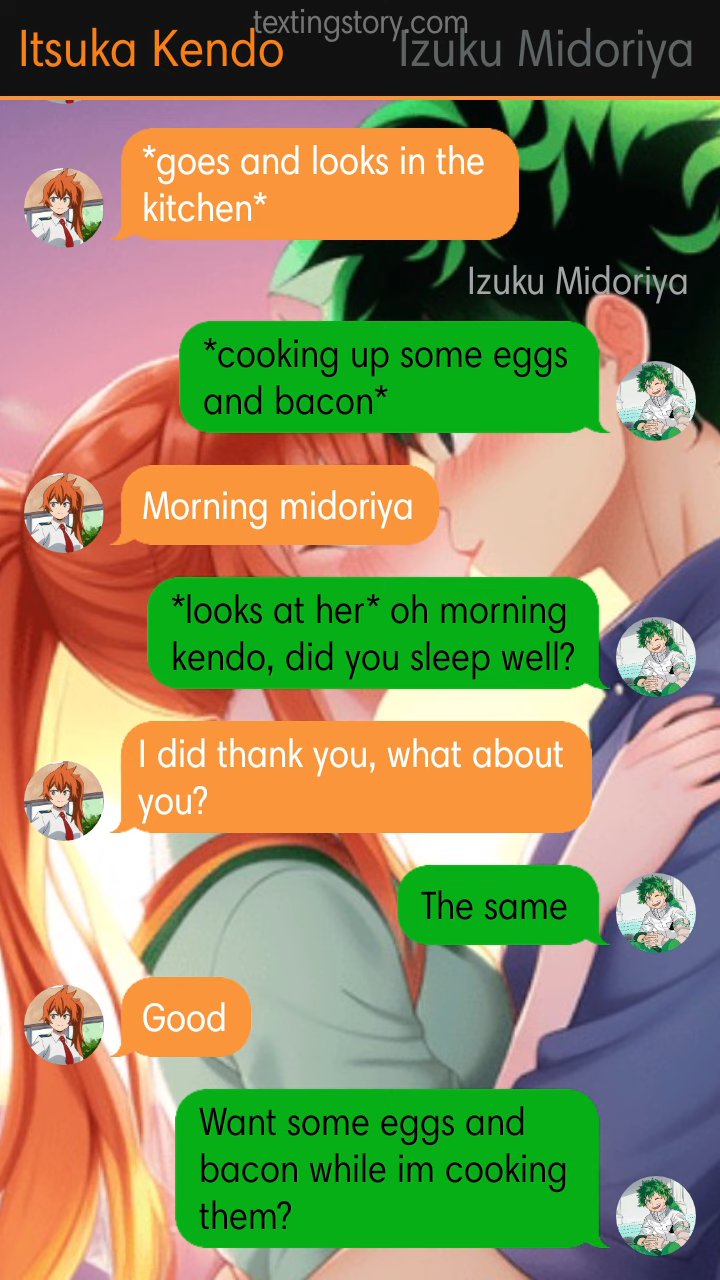 textingstory.com
Itsuka Kendo
Izuku Midoriya
*goes and looks in the
kitchen*
Izuku Midoriya
*cooking up some eggs
and bacon*
Morning midoriya
*looks at her* oh morning
kendo, did you sleep well?
I did thank you, what about
you?
The same
Good
Want some eggs and
bacon while im cooking
them?